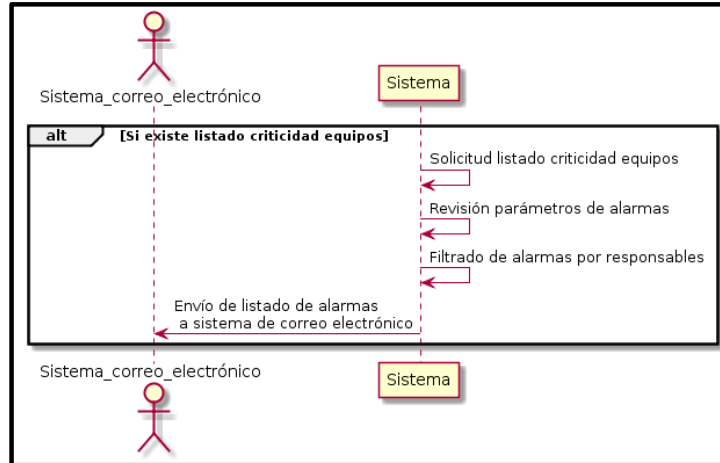 Sistema_correo_electrónico
Sistema
alt [Si existe listado criticidad equipos]
Solicitud listado criticidad equipos
Revisión parámetros de alarmas
Filtrado de alarmas por responsables
Envío de listado de alarmas
a sistema de correo electrónico
Sistema_correo_electrónico
Sistema